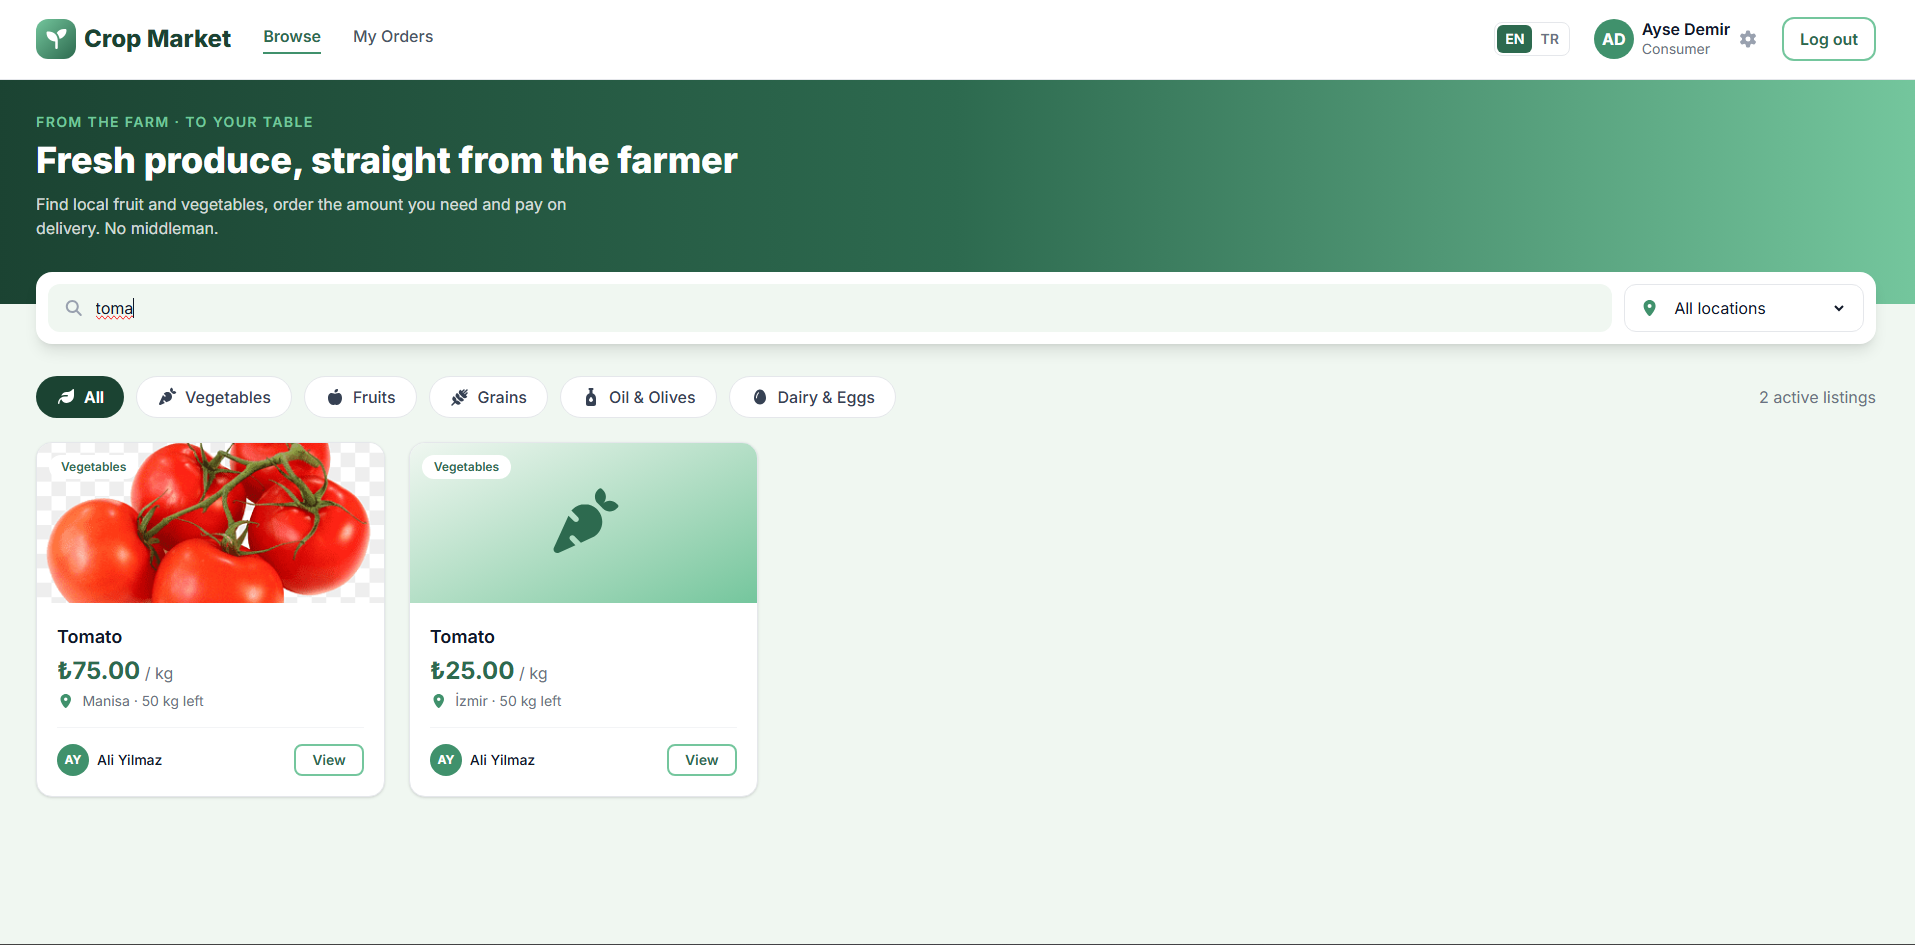 Crop Market
Browse
My Orders
EN TR
AD
Ayse Demir
Consumer
Log out
FROM THE FARM · TO YOUR TABLE
Fresh produce, straight from the farmer
Find local fruit and vegetables, order the amount you need and pay on
delivery. No middleman.
toma
All locations
All
Vegetables
Fruits
Grains
Oil & Olives
Dairy & Eggs
2 active listings
Vegetables
Tomato
₺75.00 / kg
Manisa · 50 kg left
AY Ali Yilmaz
View
Vegetables
Tomato
₺25.00 / kg
İzmir · 50 kg left
AY Ali Yilmaz
View